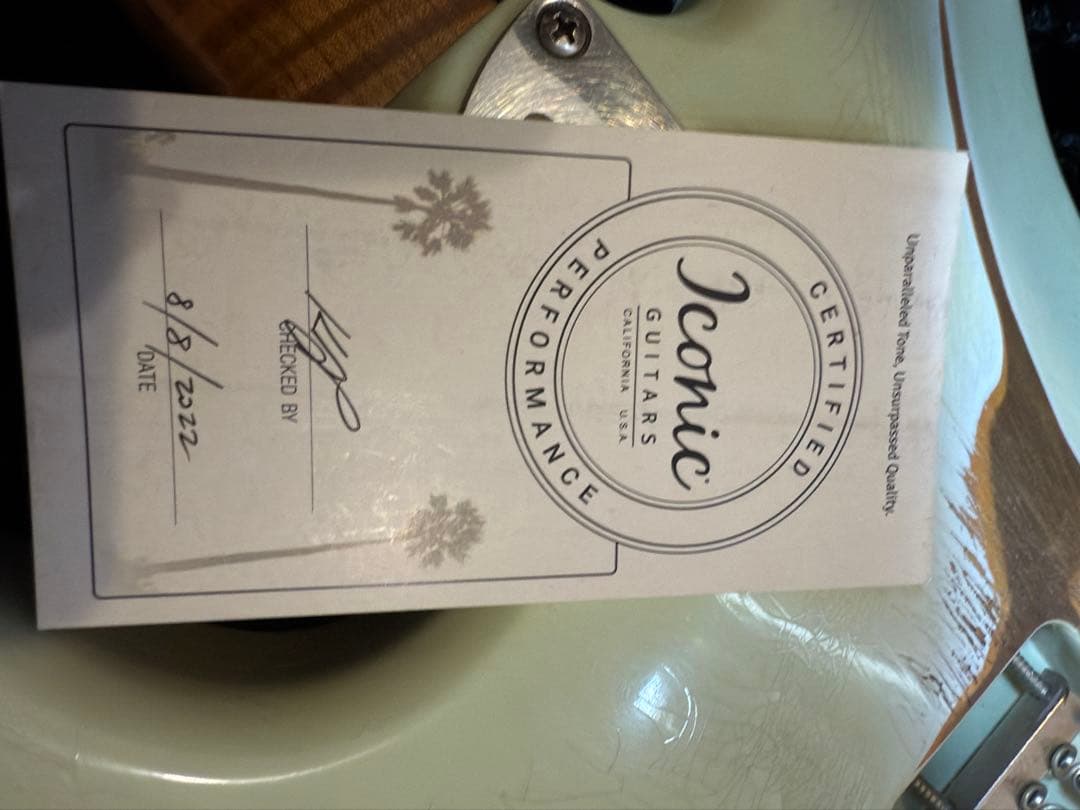 Unparalleled Tone, Unsurpassed Quality.
CERTIFIED
Iconic
GUITARS
CALIFORNIA U.S.A.
PERFORMANCE
CHECKED BY
8/8/2022
DATE